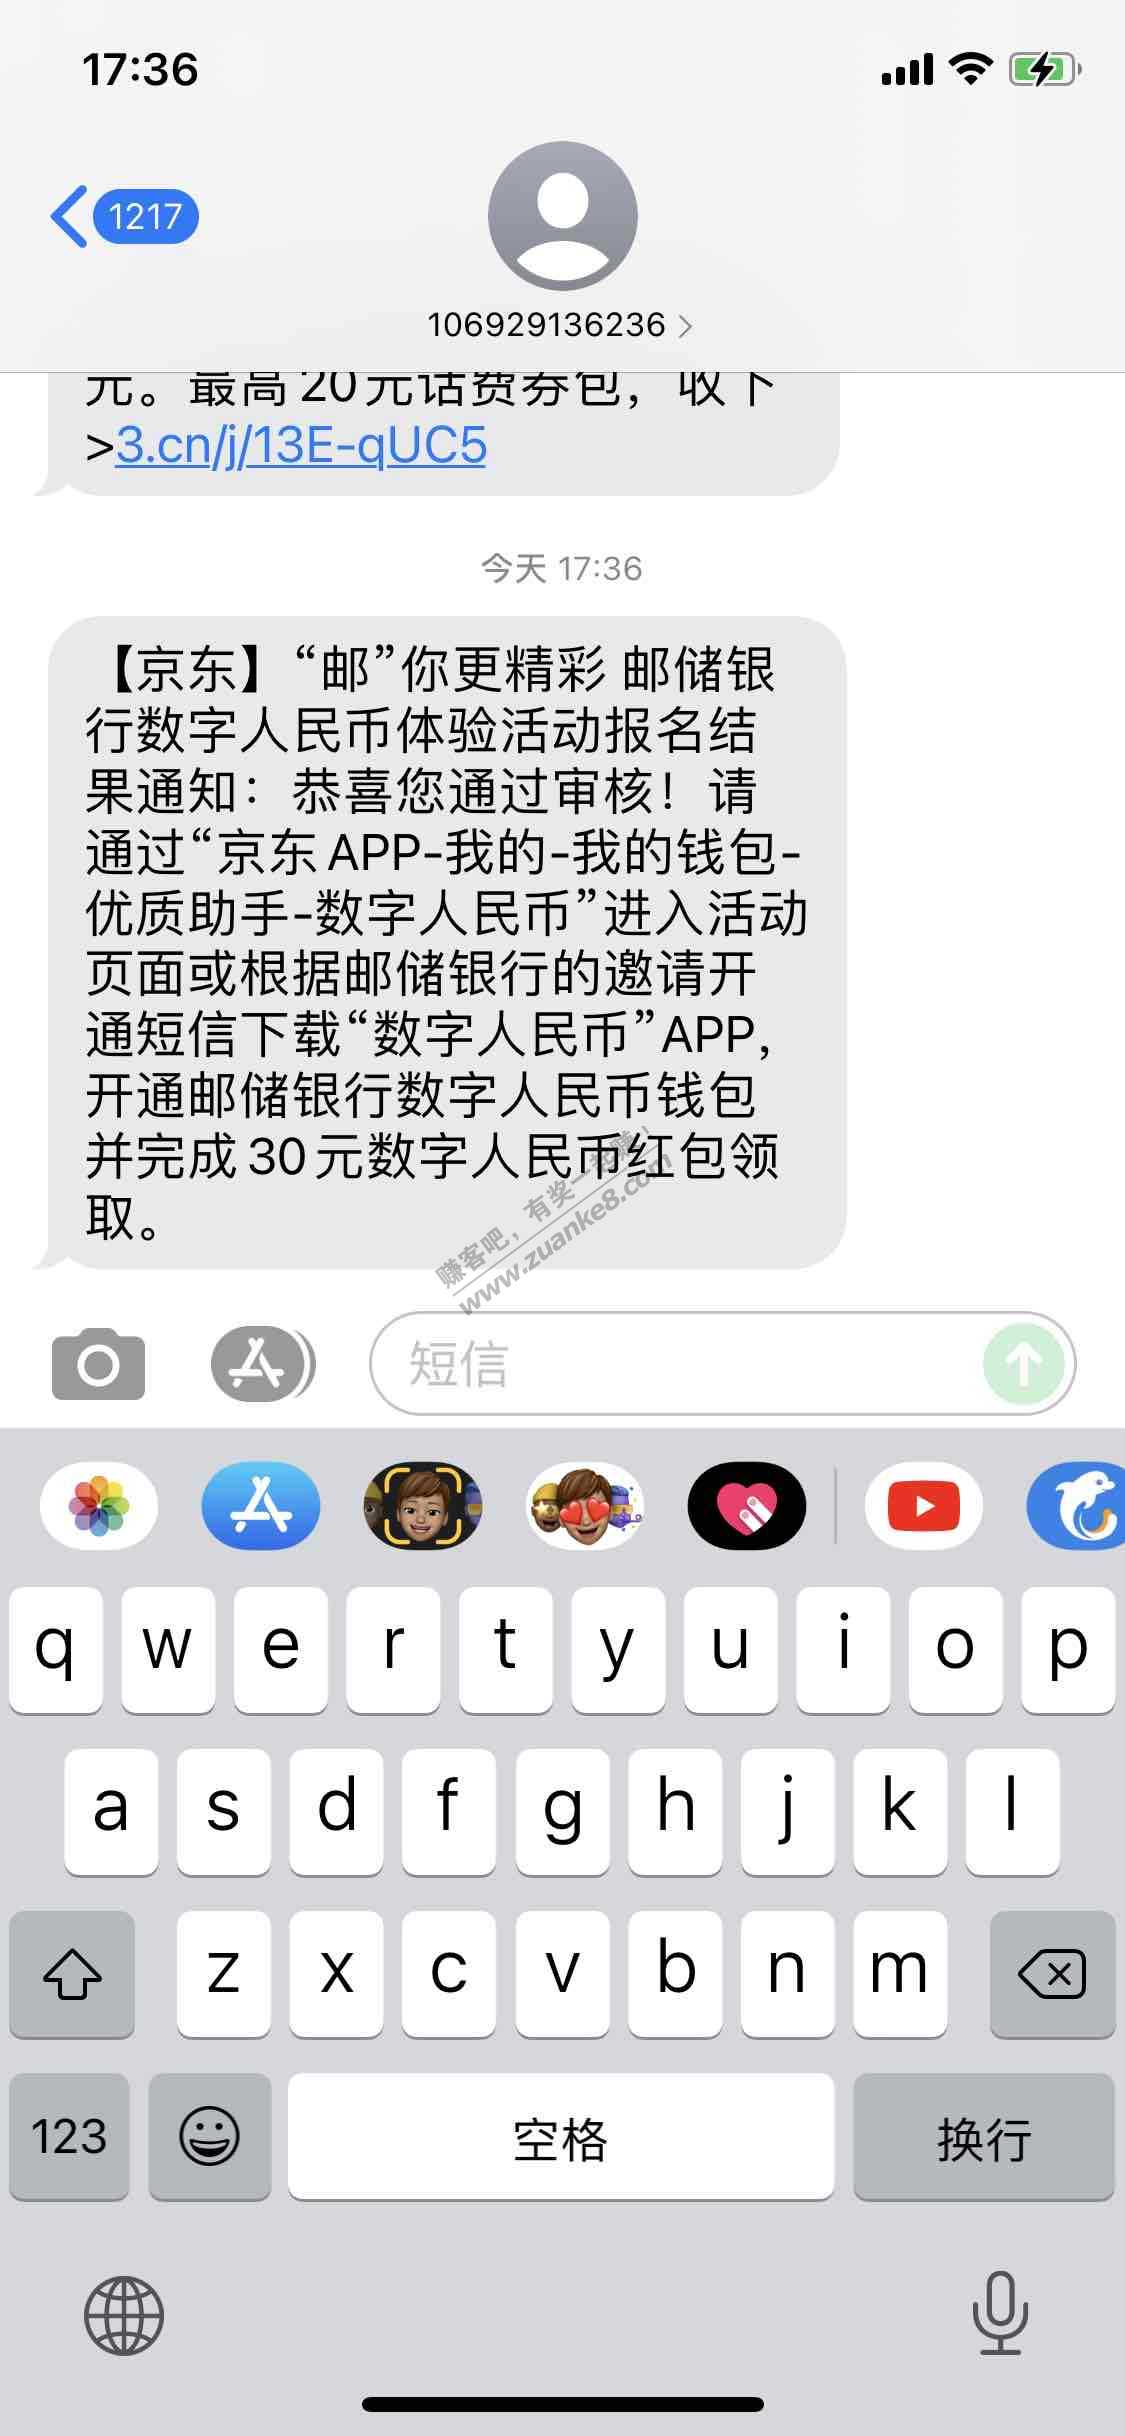 17:36
1217
106929136236
元。最高20元话费券包，收下
>3.cn/j/13E-qUC5
今天 17:36
【京东】“邮”你更精彩 邮储银
行数字人民币体验活动报名结
果通知：恭喜您通过审核！请
通过“京东APP-我的-我的钱包-
优质助手-数字人民币”进入活动
页面或根据邮储银行的邀请开
通短信下载“数字人民币”APP，
开通邮储银行数字人民币钱包
并完成30元数字人民币红包领
取。
赚客吧，有奖一起赚！
www.zuanke8.com
短信
q w e r t y u i o p
a s d f g h j k l
z x c v b n m
123 空格 换行